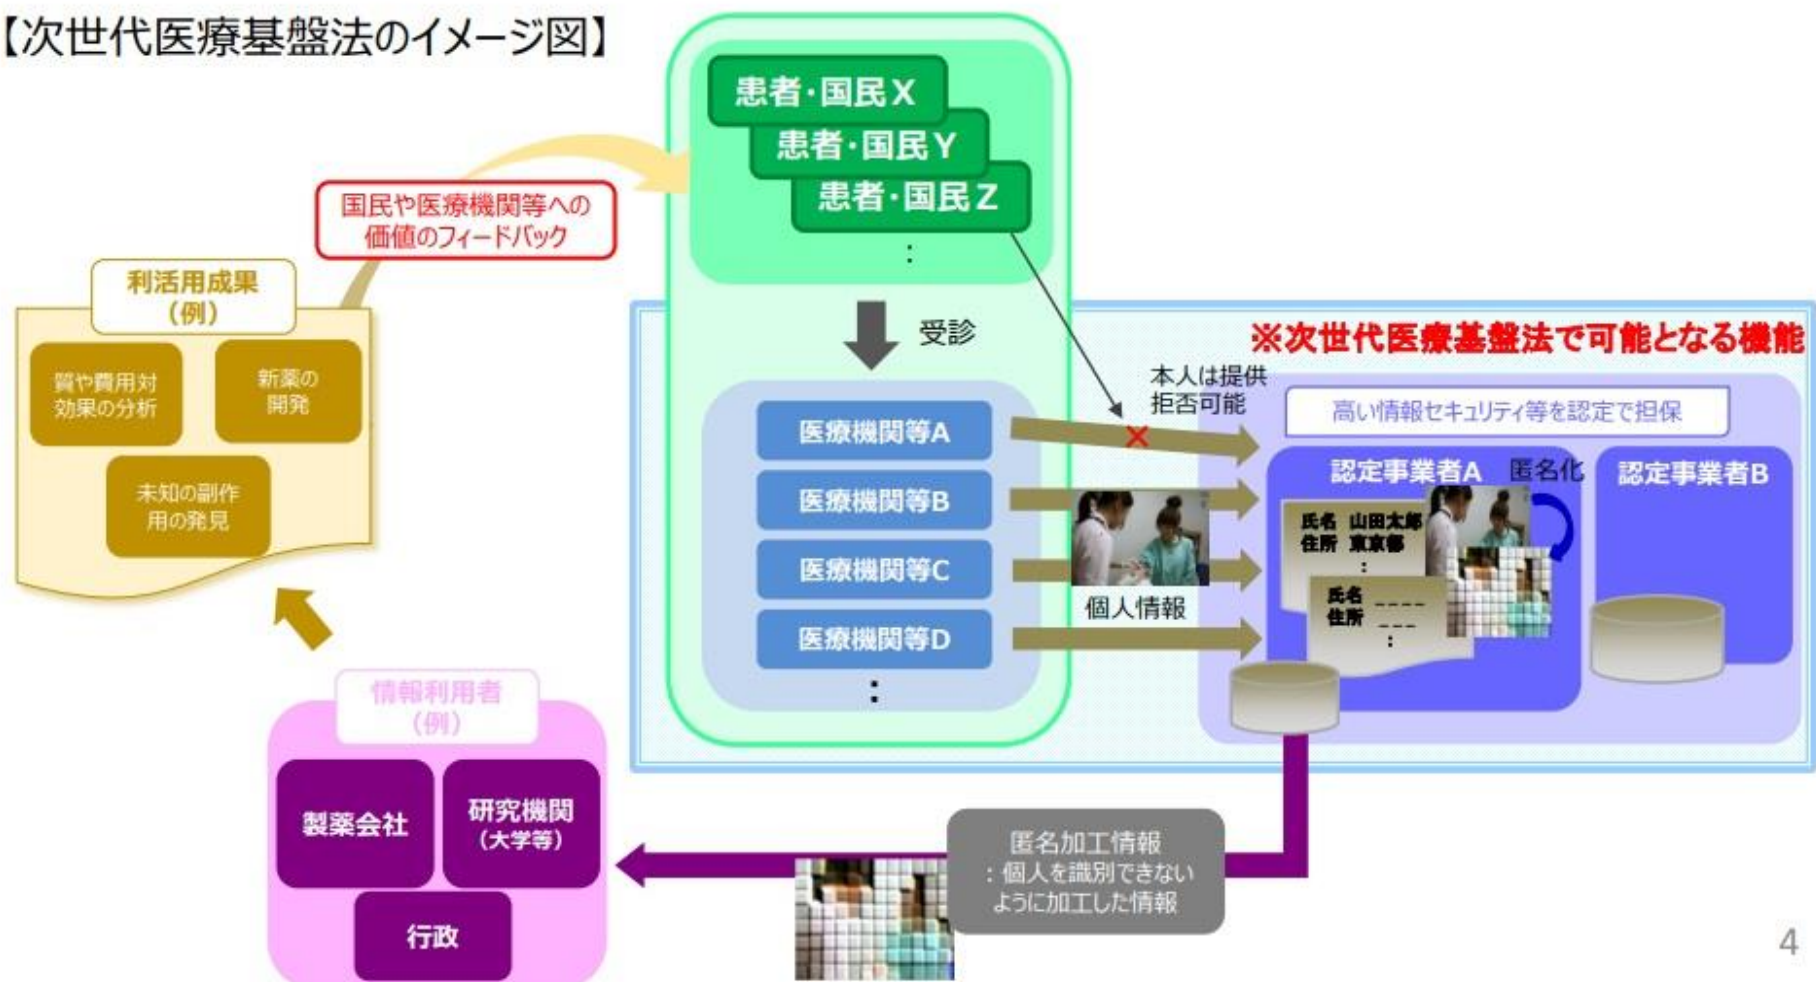 【次世代医療基盤法のイメージ図】
患者・国民X
患者・国民Y
患者・国民Z
：
国民や医療機関等への
価値のフィードバック
利活用成果
（例）
質や費用対
効果の分析
新薬の
開発
未知の副作
用の発見
受診
※次世代医療基盤法で可能となる機能
本人は提供
拒否可能
高い情報セキュリティ等を認定で担保
医療機関等A
医療機関等B
医療機関等C
医療機関等D
：
個人情報
認定事業者A
匿名化
認定事業者B
氏名 山田太郎
住所 東京都
：
氏名 ＿＿＿＿
住所 ＿＿＿
：
情報利用者
（例）
製薬会社
研究機関
（大学等）
行政
匿名加工情報
：個人を識別できない
ように加工した情報
4